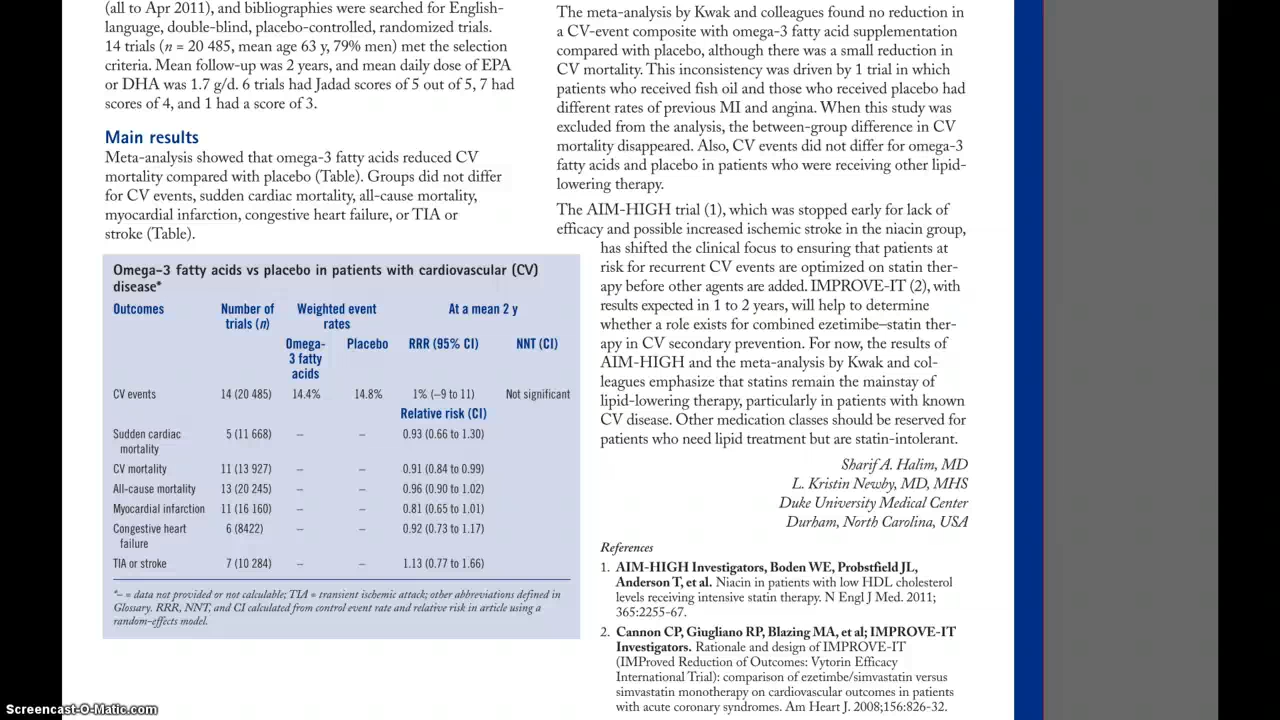 (all to Apr 2011), and bibliographies were searched for English-
language, double-blind, placebo-controlled, randomized trials.
14 trials (n = 20 485, mean age 63 y, 79% men) met the selection
criteria. Mean follow-up was 2 years, and mean daily dose of EPA
or DHA was 1.7 g/d. 6 trials had Jadad scores of 5 out of 5, 7 had
scores of 4, and 1 had a score of 3.
Main results
Meta-analysis showed that omega-3 fatty acids reduced CV
mortality compared with placebo (Table). Groups did not differ
for CV events, sudden cardiac mortality, all-cause mortality,
myocardial infarction, congestive heart failure, or TIA or
stroke (Table).
Omega-3 fatty acids vs placebo in patients with cardiovascular (CV)
disease*
Outcomes Number of Weighted event At a mean 2 y
trials (n) rates
Omega- Placebo RRR (95% CI) NNT (CI)
3 fatty
acids
CV events 14 (20 485) 14.4% 14.8% 1% (–9 to 11) Not significant
Relative risk (CI)
Sudden cardiac 5 (11 668) – – 0.93 (0.66 to 1.30)
mortality
CV mortality 11 (13 927) – – 0.91 (0.84 to 0.99)
All-cause mortality 13 (20 245) – – 0.96 (0.90 to 1.02)
Myocardial infarction 11 (16 160) – – 0.81 (0.65 to 1.01)
Congestive heart 6 (8422) – – 0.92 (0.73 to 1.17)
failure
TIA or stroke 7 (10 284) 1.13 (0.77 to 1.66)
*– = data not provided or not calculable; TIA = transient ischemic attack; other abbreviations defined in
Glossary. RRR, NNT, and CI calculated from control event rate and relative risk in article using a
random-effects model.
The meta-analysis by Kwak and colleagues found no reduction in
a CV-event composite with omega-3 fatty acid supplementation
compared with placebo, although there was a small reduction in
CV mortality. This inconsistency was driven by 1 trial in which
patients who received fish oil and those who received placebo had
different rates of previous MI and angina. When this study was
excluded from the analysis, the between-group difference in CV
mortality disappeared. Also, CV events did not differ for omega-3
fatty acids and placebo in patients who were receiving other lipid-
lowering therapy.
The AIM-HIGH trial (1), which was stopped early for lack of
efficacy and possible increased ischemic stroke in the niacin group,
has shifted the clinical focus to ensuring that patients at
risk for recurrent CV events are optimized on statin ther-
apy before other agents are added. IMPROVE-IT (2), with
results expected in 1 to 2 years, will help to determine
whether a role exists for combined ezetimibe–statin ther-
apy in CV secondary prevention. For now, the results of
AIM-HIGH and the meta-analysis by Kwak and col-
leagues emphasize that statins remain the mainstay of
lipid-lowering therapy, particularly in patients with known
CV disease. Other medication classes should be reserved for
patients who need lipid treatment but are statin-intolerant.
Sharif A. Halim, MD
L. Kristin Newby, MD, MHS
Duke University Medical Center
Durham, North Carolina, USA
References
1. AIM-HIGH Investigators, Boden WE, Probstfield JL,
Anderson T, et al. Niacin in patients with low HDL cholesterol
levels receiving intensive statin therapy. N Engl J Med. 2011;
365:2255-67.
2. Cannon CP, Giugliano RP, Blazing MA, et al; IMPROVE-IT
Investigators. Rationale and design of IMPROVE-IT
(IMProved Reduction of Outcomes: Vytorin Efficacy
International Trial): comparison of ezetimbe/simvastatin versus
simvastatin monotherapy on cardiovascular outcomes in patients
with acute coronary syndromes. Am Heart J. 2008;156:826-32.
Screencast-O-Matic.com